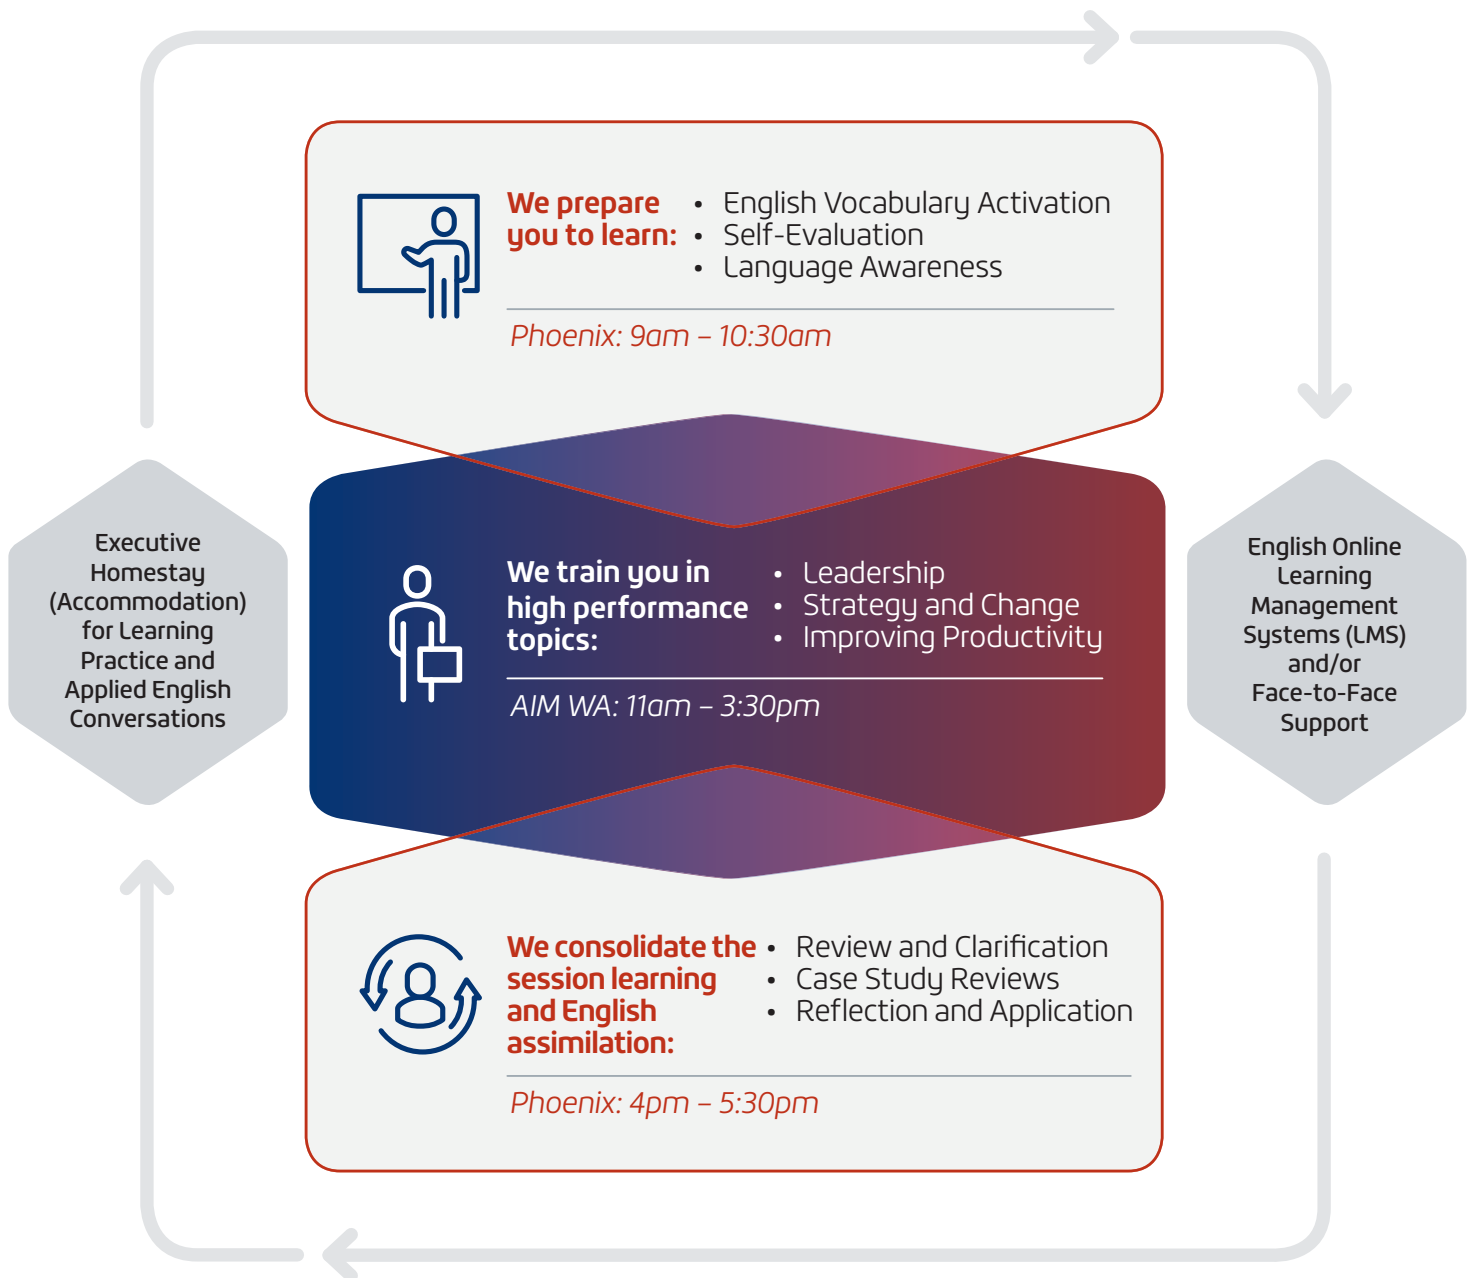 We prepare
you to learn:
• English Vocabulary Activation
• Self-Evaluation
• Language Awareness
Phoenix: 9am – 10:30am
Executive
Homestay
(Accommodation)
for Learning
Practice and
Applied English
Conversations
We train you in
high performance
topics:
• Leadership
• Strategy and Change
• Improving Productivity
AIM WA: 11am – 3:30pm
English Online
Learning
Management
Systems (LMS)
and/or
Face-to-Face
Support
We consolidate the
session learning
and English
assimilation:
• Review and Clarification
• Case Study Reviews
• Reflection and Application
Phoenix: 4pm – 5:30pm